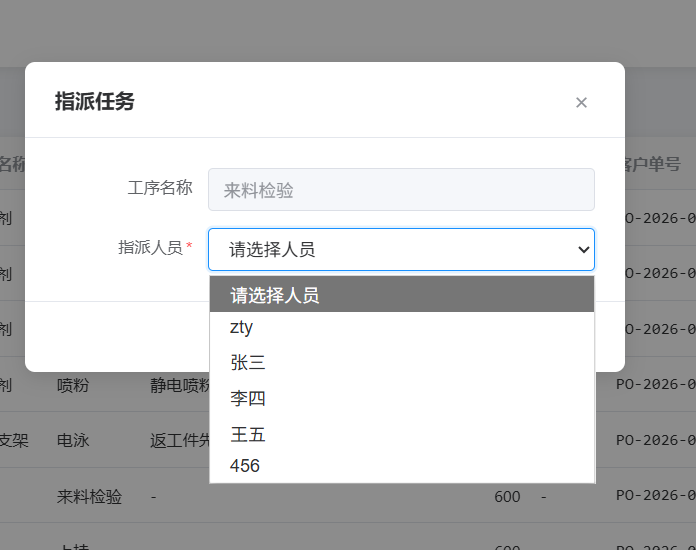 指派任务
×
名称
客户单号
工序名称
来料检验
剂
PO-2026-0
指派人员*
请选择人员
剂
PO-2026-0
请选择人员
剂
PO-2026-0
zty
张三
剂
喷粉
静电喷粉
PO-2026-0
李四
支架
电泳
返工件先
王五
PO-2026-0
456
来料检验
-
600
-
PO-2026-0
上挂
600
PO-2026-0